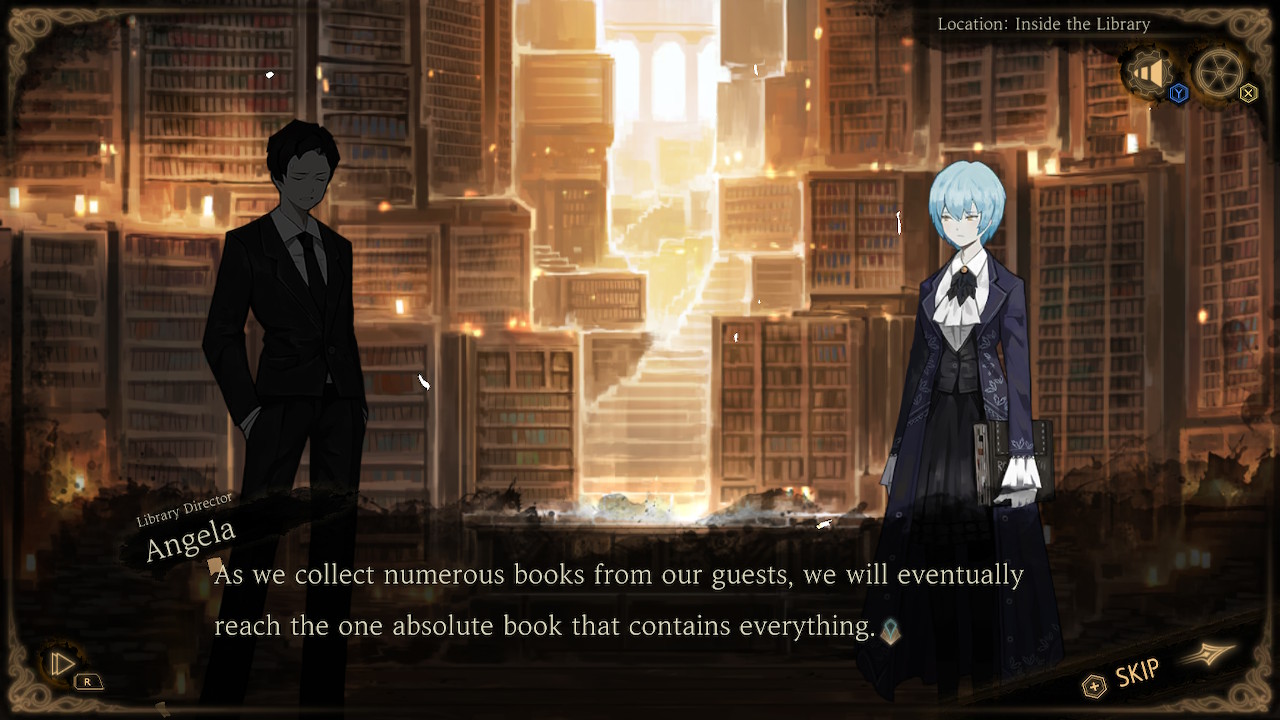 Location: Inside the Library
Y
X
Library Director
Angela
As we collect numerous books from our guests, we will eventually
reach the one absolute book that contains everything.
R
SKIP